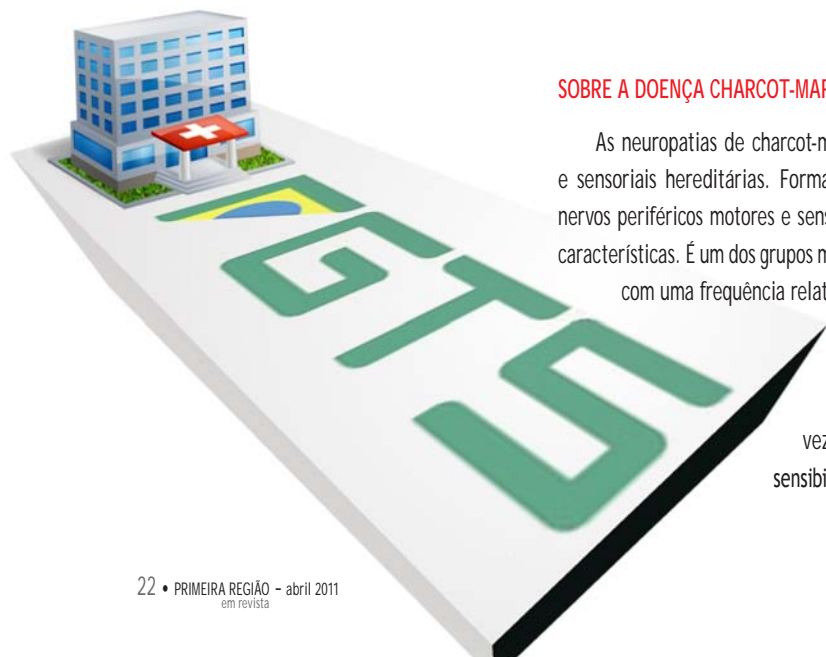 SOBRE A DOENÇA CHARCOT-MAR
As neuropatias de charcot-m
e sensoriais hereditárias. Forma
nervos periféricos motores e sens
características. É um dos grupos m
com uma frequência relat
vez
sensibi
FGTS
22 • PRIMEIRA REGIÃO – abril 2011
em revista